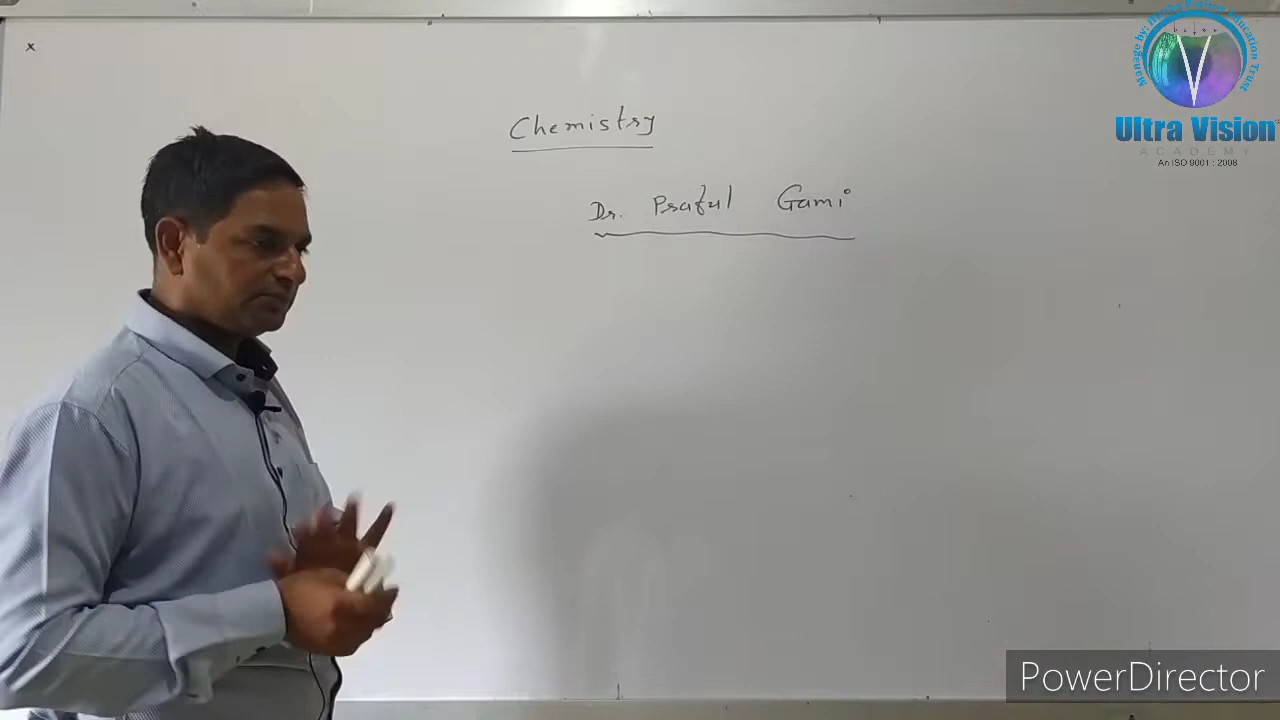 x
Chemistry
Dr. Praful Gami
Ultra Vision
ACADEMY
An ISO 9001 : 2008
PowerDirector